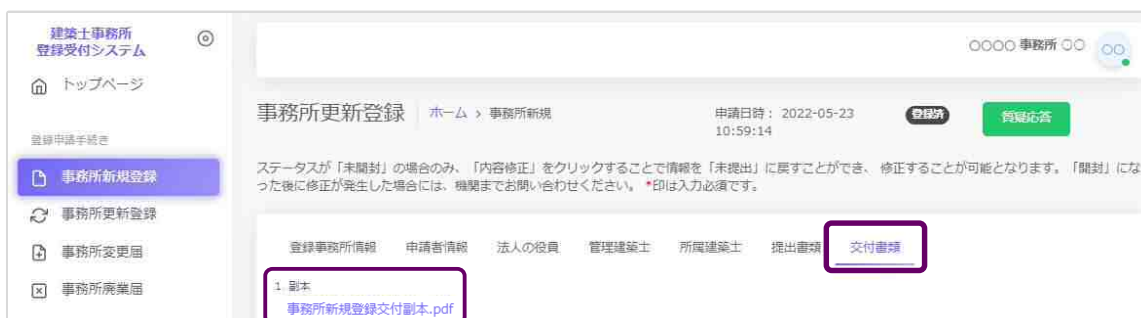 建築士事務所
登録受付システム
〇〇〇〇 事務所 〇〇
〇〇
トップページ
事務所更新登録
ホーム > 事務所新規
申請日時： 2022-05-23
10:59:14
登録済
質疑応答
登録申請手続き
ステータスが「未開封」の場合のみ、「内容修正」をクリックすることで情報を「未提出」に戻すことができ、 修正することが可能となります。「開封」にな
った後に修正が発生した場合には、機関までお問い合わせください。 *印は入力必須です。
事務所新規登録
事務所更新登録
事務所変更届
事務所廃業届
登録事務所情報 申請者情報 法人の役員 管理建築士 所属建築士 提出書類 交付書類
1. 副本
事務所新規登録交付副本.pdf